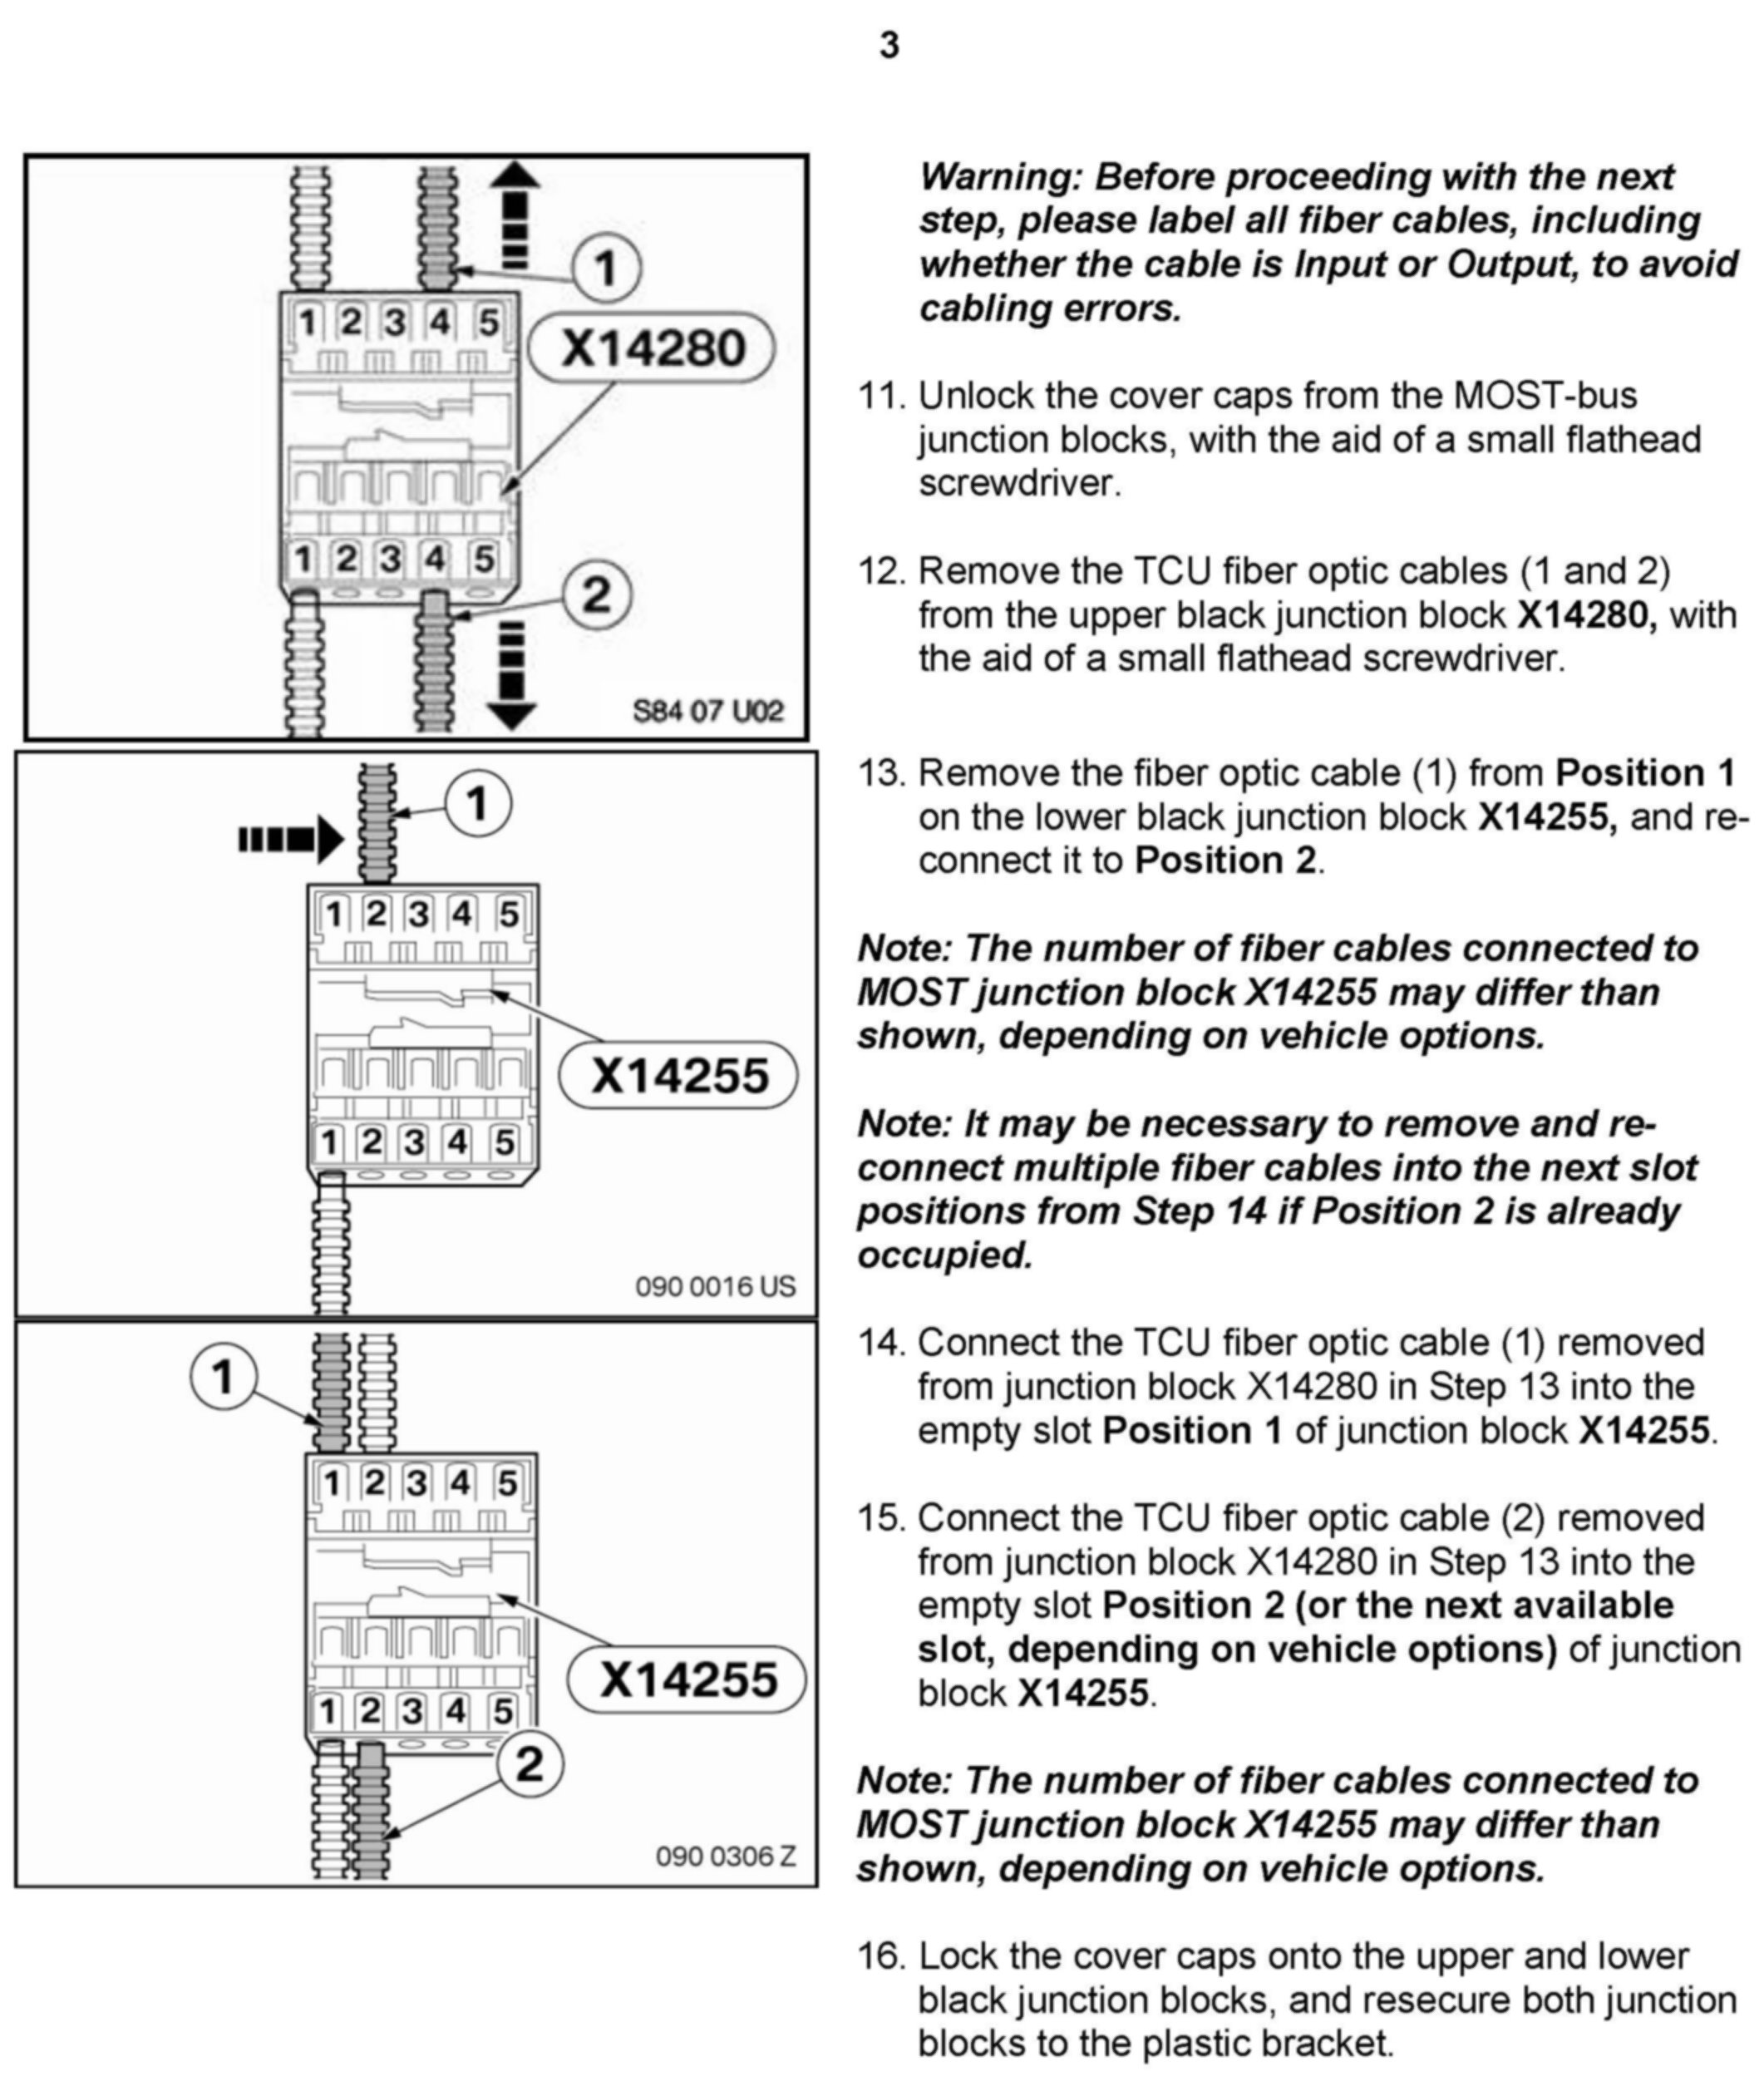 3
1
1 2 3 4 5
X14280
1 2 3 4 5
2
S84 07 U02
1
1 2 3 4 5
X14255
1 2 3 4 5
090 0016 US
1
1 2 3 4 5
X14255
1 2 3 4 5
2
090 0306 Z
Warning: Before proceeding with the next
step, please label all fiber cables, including
whether the cable is Input or Output, to avoid
cabling errors.
11. Unlock the cover caps from the MOST-bus
junction blocks, with the aid of a small flathead
screwdriver.
12. Remove the TCU fiber optic cables (1 and 2)
from the upper black junction block X14280, with
the aid of a small flathead screwdriver.
13. Remove the fiber optic cable (1) from Position 1
on the lower black junction block X14255, and re-
connect it to Position 2.
Note: The number of fiber cables connected to
MOST junction block X14255 may differ than
shown, depending on vehicle options.
Note: It may be necessary to remove and re-
connect multiple fiber cables into the next slot
positions from Step 14 if Position 2 is already
occupied.
14. Connect the TCU fiber optic cable (1) removed
from junction block X14280 in Step 13 into the
empty slot Position 1 of junction block X14255.
15. Connect the TCU fiber optic cable (2) removed
from junction block X14280 in Step 13 into the
empty slot Position 2 (or the next available
slot, depending on vehicle options) of junction
block X14255.
Note: The number of fiber cables connected to
MOST junction block X14255 may differ than
shown, depending on vehicle options.
16. Lock the cover caps onto the upper and lower
black junction blocks, and resecure both junction
blocks to the plastic bracket.